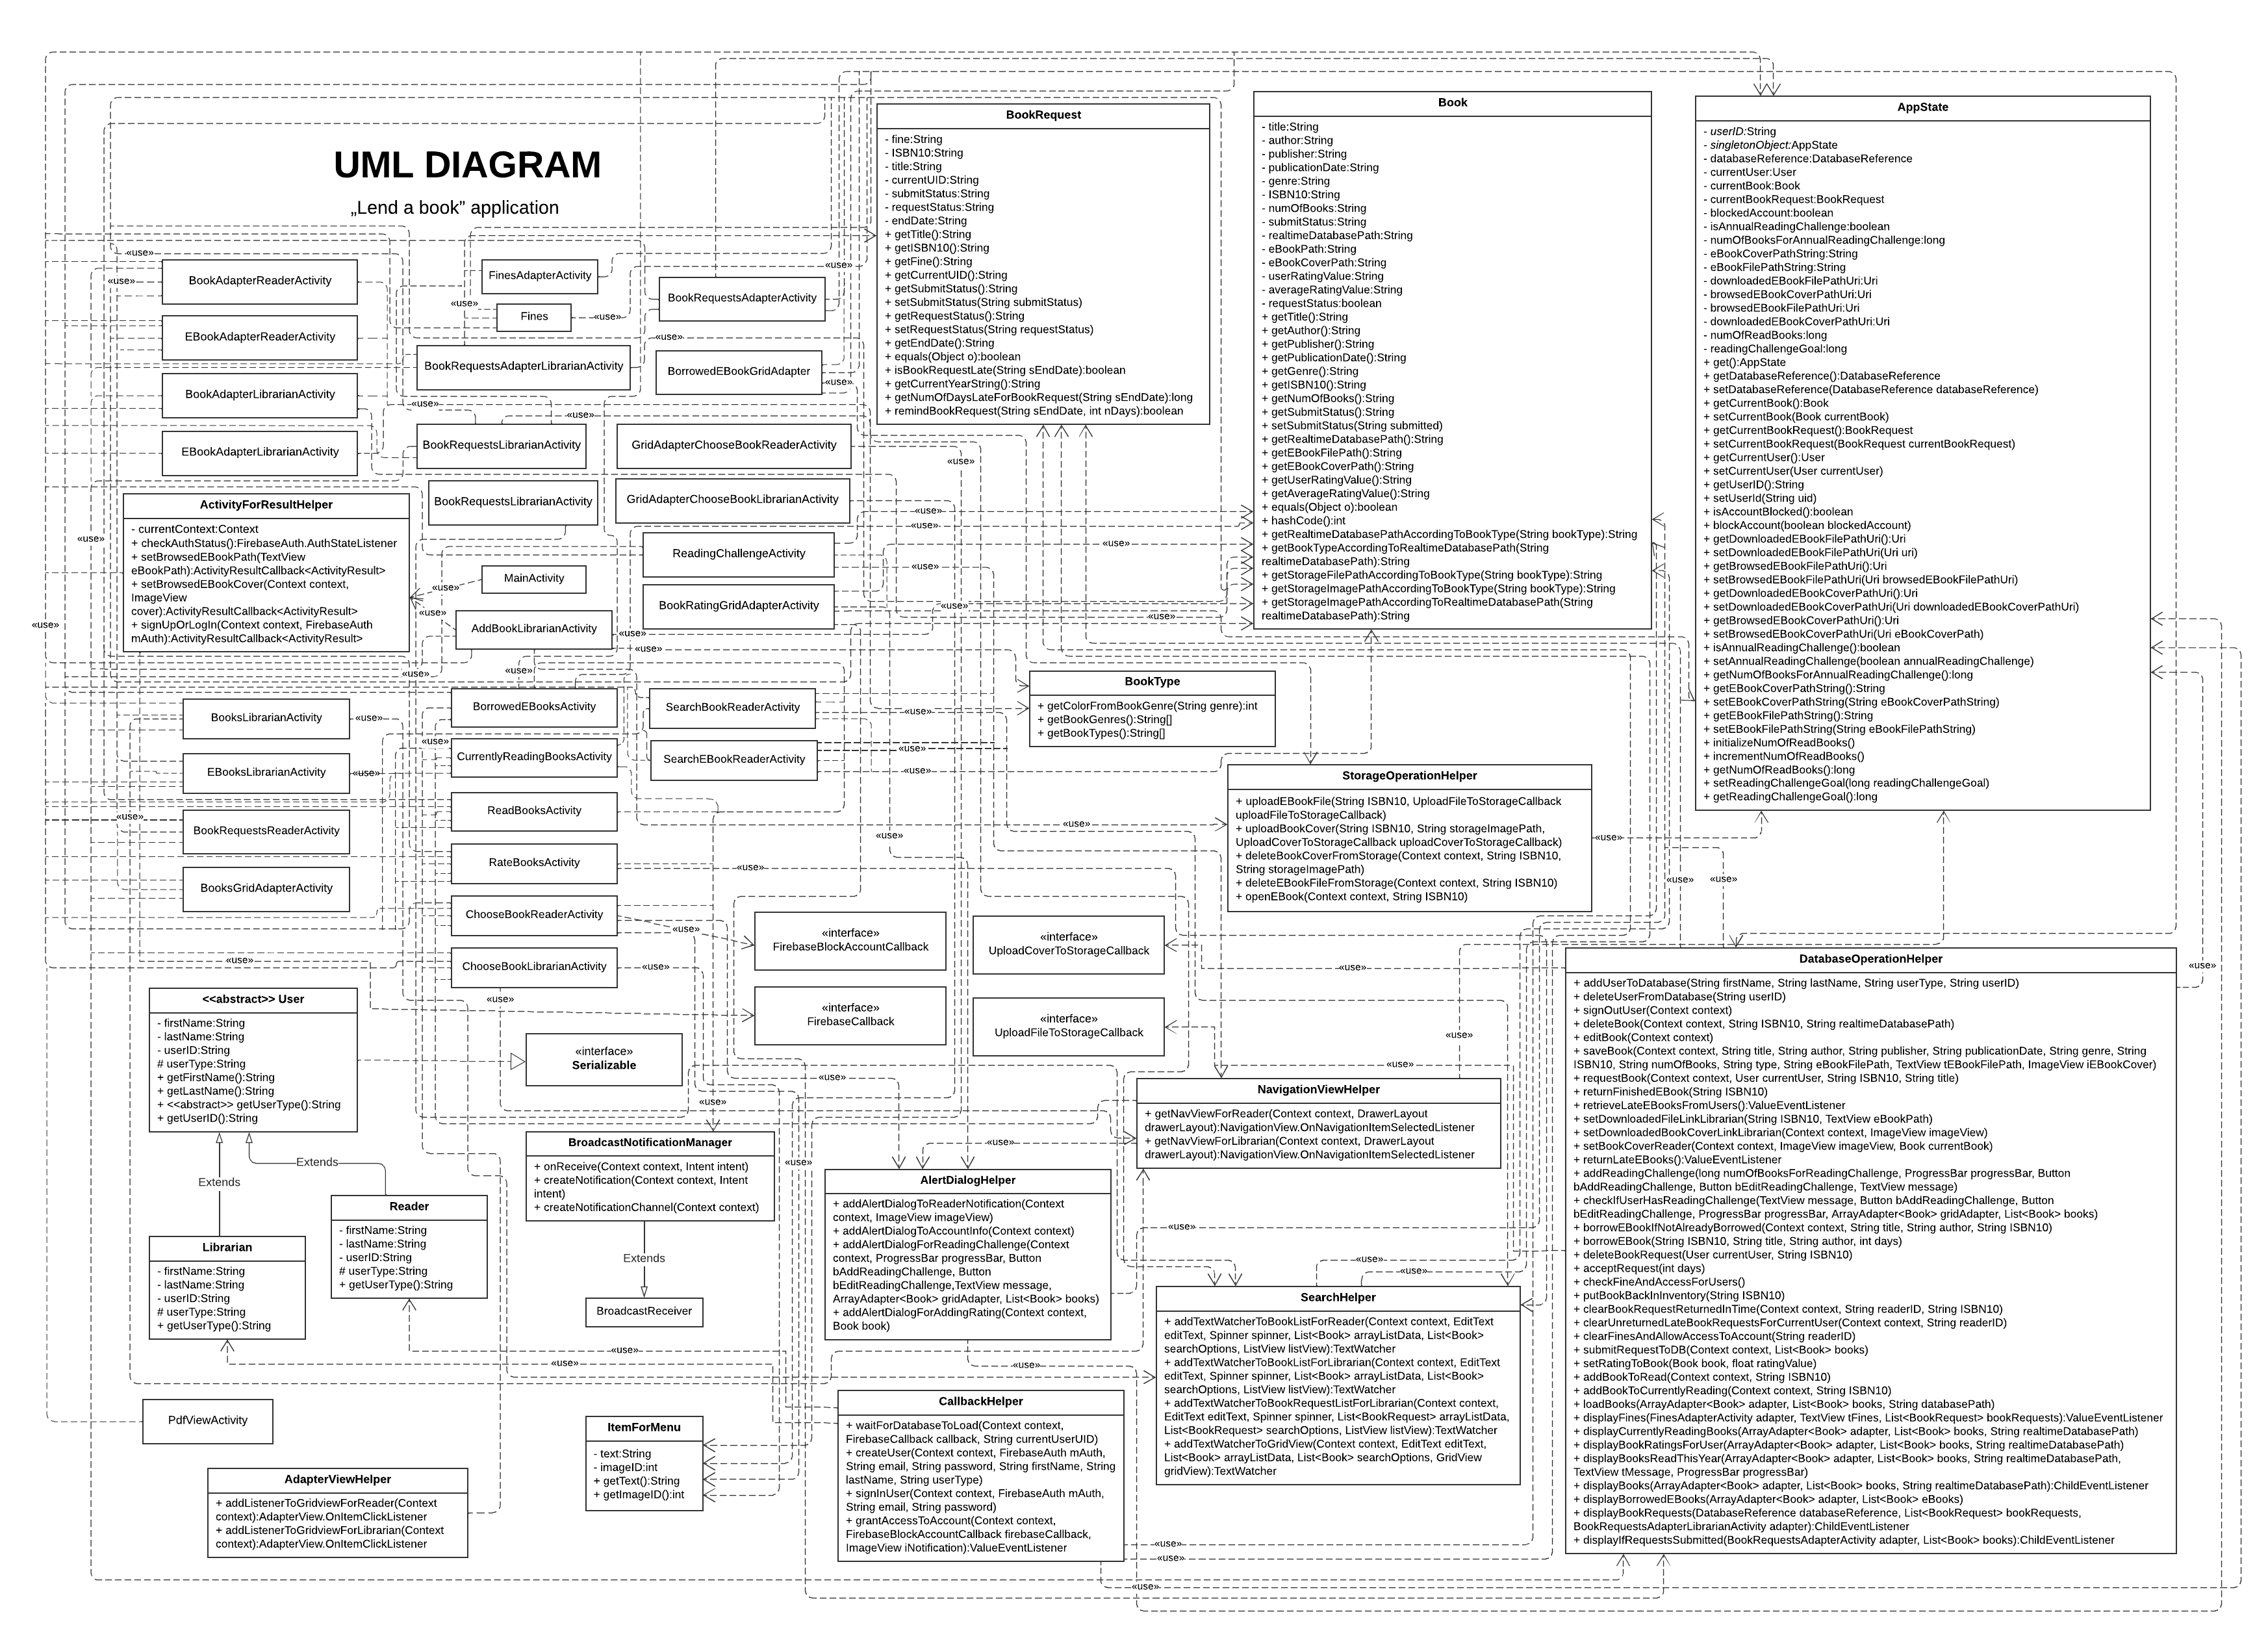 UML DIAGRAM
„Lend a book” application
BookRequest
- fine:String
- ISBN10:String
- title:String
- currentUID:String
- submitStatus:String
- requestStatus:String
- endDate:String
+ getTitle():String
+ getISBN10():String
+ getFine():String
+ getCurrentUID():String
+ getSubmitStatus():String
+ setSubmitStatus(String submitStatus)
+ getRequestStatus():String
+ setRequestStatus(String requestStatus)
+ getEndDate():String
+ equals(Object o):boolean
+ isBookRequestLate(String sEndDate):boolean
+ getCurrentYearString():String
+ getNumOfDaysLateForBookRequest(String sEndDate):long
+ remindBookRequest(String sEndDate, int nDays):boolean
Book
- title:String
- author:String
- publisher:String
- publicationDate:String
- genre:String
- ISBN10:String
- numOfBooks:String
- submitStatus:String
- realtimeDatabasePath:String
- eBookPath:String
- eBookCoverPath:String
- userRatingValue:String
- averageRatingValue:String
- requestStatus:boolean
+ getTitle():String
+ getAuthor():String
+ getPublisher():String
+ getPublicationDate():String
+ getGenre():String
+ getISBN10():String
+ getNumOfBooks():String
+ getSubmitStatus():String
+ setSubmitStatus(String submitted)
+ getRealtimeDatabasePath():String
+ getEBookFilePath():String
+ getEBookCoverPath():String
+ getUserRatingValue():String
+ getAverageRatingValue():String
+ equals(Object o):boolean
+ hashCode():int
+ getRealtimeDatabasePathAccordingToBookType(String bookType):String
+ getBookTypeAccordingToRealtimeDatabasePath(String
realtimeDatabasePath):String
+ getStorageFilePathAccordingToBookType(String bookType):String
+ getStorageImagePathAccordingToBookType(String bookType):String
+ getStorageImagePathAccordingToRealtimeDatabasePath(String
realtimeDatabasePath):String
AppState
- userID:String
- singletonObject:AppState
- databaseReference:DatabaseReference
- currentUser:User
- currentBook:Book
- currentBookRequest:BookRequest
- blockedAccount:boolean
- isAnnualReadingChallenge:boolean
- numOfBooksForAnnualReadingChallenge:long
- eBookCoverPathString:String
- eBookFilePathString:String
- downloadedEBookFilePathUri:Uri
- browsedEBookCoverPathUri:Uri
- browsedEBookFilePathUri:Uri
- downloadedEBookCoverPathUri:Uri
- numOfReadBooks:long
- readingChallengeGoal:long
+ get():AppState
+ getDatabaseReference():DatabaseReference
+ setDatabaseReference(DatabaseReference databaseReference)
+ getCurrentBook():Book
+ setCurrentBook(Book currentBook)
+ getCurrentBookRequest():BookRequest
+ setCurrentBookRequest(BookRequest currentBookRequest)
+ getCurrentUser():User
+ setCurrentUser(User currentUser)
+ getUserID():String
+ setUserId(String uid)
+ isAccountBlocked():boolean
+ blockAccount(boolean blockedAccount)
+ getDownloadedEBookFilePathUri():Uri
+ setDownloadedEBookFilePathUri(Uri uri)
+ getBrowsedEBookFilePathUri():Uri
+ setBrowsedEBookFilePathUri(Uri browsedEBookFilePathUri)
+ getDownloadedEBookCoverPathUri():Uri
+ setDownloadedEBookCoverPathUri(Uri downloadedEBookCoverPathUri)
+ getBrowsedEBookCoverPathUri():Uri
+ setBrowsedEBookCoverPathUri(Uri eBookCoverPath)
+ isAnnualReadingChallenge():boolean
+ setAnnualReadingChallenge(boolean annualReadingChallenge)
+ getNumOfBooksForAnnualReadingChallenge():long
+ getEBookCoverPathString():String
+ setEBookCoverPathString(String eBookCoverPathString)
+ getEBookFilePathString():String
+ setEBookFilePathString(String eBookFilePathString)
+ initializeNumOfReadBooks()
+ incrementNumOfReadBooks()
+ getNumOfReadBooks():long
+ setReadingChallengeGoal(long readingChallengeGoal)
+ getReadingChallengeGoal():long
«use»
BookAdapterReaderActivity
«use»
FinesAdapterActivity
«use»
BookRequestsAdapterActivity
«use»
Fines
«use»
EBookAdapterReaderActivity
«use»
BookRequestsAdapterLibrarianActivity
BorrowedEBookGridAdapter
«use»
BookAdapterLibrarianActivity
«use»
«use»
BookRequestsLibrarianActivity
GridAdapterChooseBookReaderActivity
EBookAdapterLibrarianActivity
«use»
BookRequestsLibrarianActivity
GridAdapterChooseBookLibrarianActivity
ActivityForResultHelper
- currentContext:Context
+ checkAuthStatus():FirebaseAuth.AuthStateListener
+ setBrowsedEBookPath(TextView
eBookPath):ActivityResultCallback<ActivityResult>
+ setBrowsedEBookCover(Context context,
ImageView
cover):ActivityResultCallback<ActivityResult>
+ signUpOrLogIn(Context context, FirebaseAuth
mAuth):ActivityResultCallback<ActivityResult>
«use»
«use»
«use»
«use»
ReadingChallengeActivity
MainActivity
«use»
BookRatingGridAdapterActivity
«use»
«use»
«use»
AddBookLibrarianActivity
«use»
«use»
«use»
«use»
«use»
BookType
+ getColorFromBookGenre(String genre):int
+ getBookGenres():String[]
+ getBookTypes():String[]
BooksLibrarianActivity
«use»
BorrowedEBooksActivity
SearchBookReaderActivity
«use»
«use»
CurrentlyReadingBooksActivity
SearchEBookReaderActivity
«use»
«use»
EBooksLibrarianActivity
«use»
StorageOperationHelper
+ uploadEBookFile(String ISBN10, UploadFileToStorageCallback
uploadFileToStorageCallback)
+ uploadBookCover(String ISBN10, String storageImagePath,
UploadCoverToStorageCallback uploadCoverToStorageCallback)
+ deleteBookCoverFromStorage(Context context, String ISBN10,
String storageImagePath)
+ deleteEBookFileFromStorage(Context context, String ISBN10)
+ openEBook(Context context, String ISBN10)
ReadBooksActivity
«use»
BookRequestsReaderActivity
«use»
«use»
«use»
RateBooksActivity
«use»
«use»
«use»
BooksGridAdapterActivity
ChooseBookReaderActivity
«use»
«interface»
FirebaseBlockAccountCallback
«interface»
UploadCoverToStorageCallback
«use»
ChooseBookLibrarianActivity
«use»
«use»
«use»
«use»
<<abstract>> User
- firstName:String
- lastName:String
- userID:String
# userType:String
+ getFirstName():String
+ getLastName():String
+ <<abstract>> getUserType():String
+ getUserID():String
«interface»
FirebaseCallback
«interface»
UploadFileToStorageCallback
«interface»
Serializable
«use»
«use»
«use»
«use»
DatabaseOperationHelper
+ addUserToDatabase(String firstName, String lastName, String userType, String userID)
+ deleteUserFromDatabase(String userID)
+ signOutUser(Context context)
+ deleteBook(Context context, String ISBN10, String realtimeDatabasePath)
+ editBook(Context context)
+ saveBook(Context context, String title, String author, String publisher, String publicationDate, String genre, String
ISBN10, String numOfBooks, String type, String eBookFilePath, TextView tEBookFilePath, ImageView iEBookCover)
+ requestBook(Context context, User currentUser, String ISBN10, String title)
+ returnFinishedEBook(String ISBN10)
+ retrieveLateEBooksFromUsers():ValueEventListener
+ setDownloadedFileLinkLibrarian(String ISBN10, TextView eBookPath)
+ setDownloadedBookCoverLinkLibrarian(Context context, ImageView imageView)
+ setBookCoverReader(Context context, ImageView imageView, Book currentBook)
+ returnLateEBooks():ValueEventListener
+ addReadingChallenge(long numOfBooksForReadingChallenge, ProgressBar progressBar, Button
bAddReadingChallenge, Button bEditReadingChallenge, TextView message)
+ checkIfUserHasReadingChallenge(TextView message, Button bAddReadingChallenge, Button
bEditReadingChallenge, ProgressBar progressBar, ArrayAdapter<Book> gridAdapter, List<Book> books)
+ borrowEBookIfNotAlreadyBorrowed(Context context, String title, String author, String ISBN10)
+ borrowEBook(String ISBN10, String title, String author, int days)
+ deleteBookRequest(User currentUser, String ISBN10)
+ acceptRequest(int days)
+ checkFineAndAccessForUsers()
+ putBookBackInInventory(String ISBN10)
+ clearBookRequestReturnedInTime(Context context, String readerID, String ISBN10)
+ clearUnreturnedLateBookRequestsForCurrentUser(Context context, String readerID)
+ clearFinesAndAllowAccessToAccount(String readerID)
+ submitRequestToDB(Context context, List<Book> books)
+ setRatingToBook(Book book, float ratingValue)
+ addBookToRead(Context context, String ISBN10)
+ addBookToCurrentlyReading(Context context, String ISBN10)
+ loadBooks(ArrayAdapter<Book> adapter, List<Book> books, String databasePath)
+ displayFines(FinesAdapterActivity adapter, TextView tFines, List<BookRequest> bookRequests):ValueEventListener
+ displayCurrentlyReadingBooks(ArrayAdapter<Book> adapter, List<Book> books, String realtimeDatabasePath)
+ displayBookRatingsForUser(ArrayAdapter<Book> adapter, List<Book> books, String realtimeDatabasePath)
+ displayBooksReadThisYear(ArrayAdapter<Book> adapter, List<Book> books, String realtimeDatabasePath,
TextView tMessage, ProgressBar progressBar)
+ displayBooks(ArrayAdapter<Book> adapter, List<Book> books, String realtimeDatabasePath):ChildEventListener
+ displayBorrowedEBooks(ArrayAdapter<Book> adapter, List<Book> eBooks)
+ displayBookRequests(DatabaseReference databaseReference, List<BookRequest> bookRequests,
BookRequestsAdapterLibrarianActivity adapter):ChildEventListener
+ displayIfRequestsSubmitted(BookRequestsAdapterActivity adapter, List<Book> books):ChildEventListener
NavigationViewHelper
+ getNavViewForReader(Context context, DrawerLayout
drawerLayout):NavigationView.OnNavigationItemSelectedListener
+ getNavViewForLibrarian(Context context, DrawerLayout
drawerLayout):NavigationView.OnNavigationItemSelectedListener
«use»
BroadcastNotificationManager
+ onReceive(Context context, Intent intent)
+ createNotification(Context context, Intent
intent)
+ createNotificationChannel(Context context)
Extends
Extends
«use»
AlertDialogHelper
+ addAlertDialogToReaderNotification(Context
context, ImageView imageView)
+ addAlertDialogToAccountInfo(Context context)
+ addAlertDialogForReadingChallenge(Context
context, ProgressBar progressBar, Button
bAddReadingChallenge, Button
bEditReadingChallenge,TextView message,
ArrayAdapter<Book> gridAdapter, List<Book> books)
+ addAlertDialogForAddingRating(Context context,
Book book)
Reader
- firstName:String
- lastName:String
- userID:String
# userType:String
+ getUserType():String
«use»
Librarian
- firstName:String
- lastName:String
- userID:String
# userType:String
+ getUserType():String
Extends
«use»
«use»
BroadcastReceiver
SearchHelper
+ addTextWatcherToBookListForReader(Context context, EditText
editText, Spinner spinner, List<Book> arrayListData, List<Book>
searchOptions, ListView listView):TextWatcher
+ addTextWatcherToBookListForLibrarian(Context context, EditText
editText, Spinner spinner, List<Book> arrayListData, List<Book>
searchOptions, ListView listView):TextWatcher
+ addTextWatcherToBookRequestListForLibrarian(Context context,
EditText editText, Spinner spinner, List<BookRequest> arrayListData,
List<BookRequest> searchOptions, ListView listView):TextWatcher
+ addTextWatcherToGridView(Context context, EditText editText,
List<Book> arrayListData, List<Book> searchOptions, GridView
gridView):TextWatcher
«use»
«use»
«use»
CallbackHelper
+ waitForDatabaseToLoad(Context context,
FirebaseCallback callback, String currentUserUID)
+ createUser(Context context, FirebaseAuth mAuth,
String email, String password, String firstName, String
lastName, String userType)
+ signInUser(Context context, FirebaseAuth mAuth,
String email, String password)
+ grantAccessToAccount(Context context,
FirebaseBlockAccountCallback firebaseCallback,
ImageView iNotification):ValueEventListener
PdfViewActivity
ItemForMenu
- text:String
- imageID:int
+ getText():String
+ getImageID():int
AdapterViewHelper
+ addListenerToGridviewForReader(Context
context):AdapterView.OnItemClickListener
+ addListenerToGridviewForLibrarian(Context
context):AdapterView.OnItemClickListener
«use»
«use»
«use»